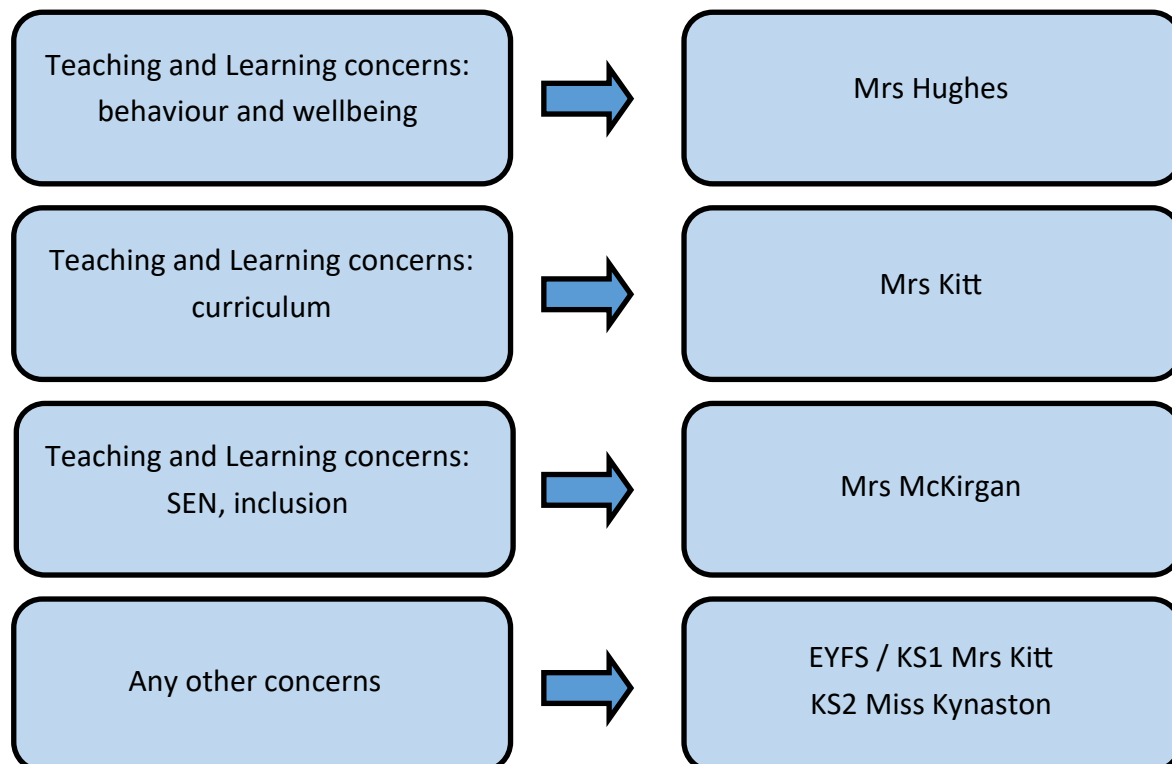 Teaching and Learning concerns:
behaviour and wellbeing
Mrs Hughes
Teaching and Learning concerns:
curriculum
Mrs Kitt
Teaching and Learning concerns:
SEN, inclusion
Mrs McKirgan
Any other concerns
EYFS / KS1 Mrs Kitt
KS2 Miss Kynaston